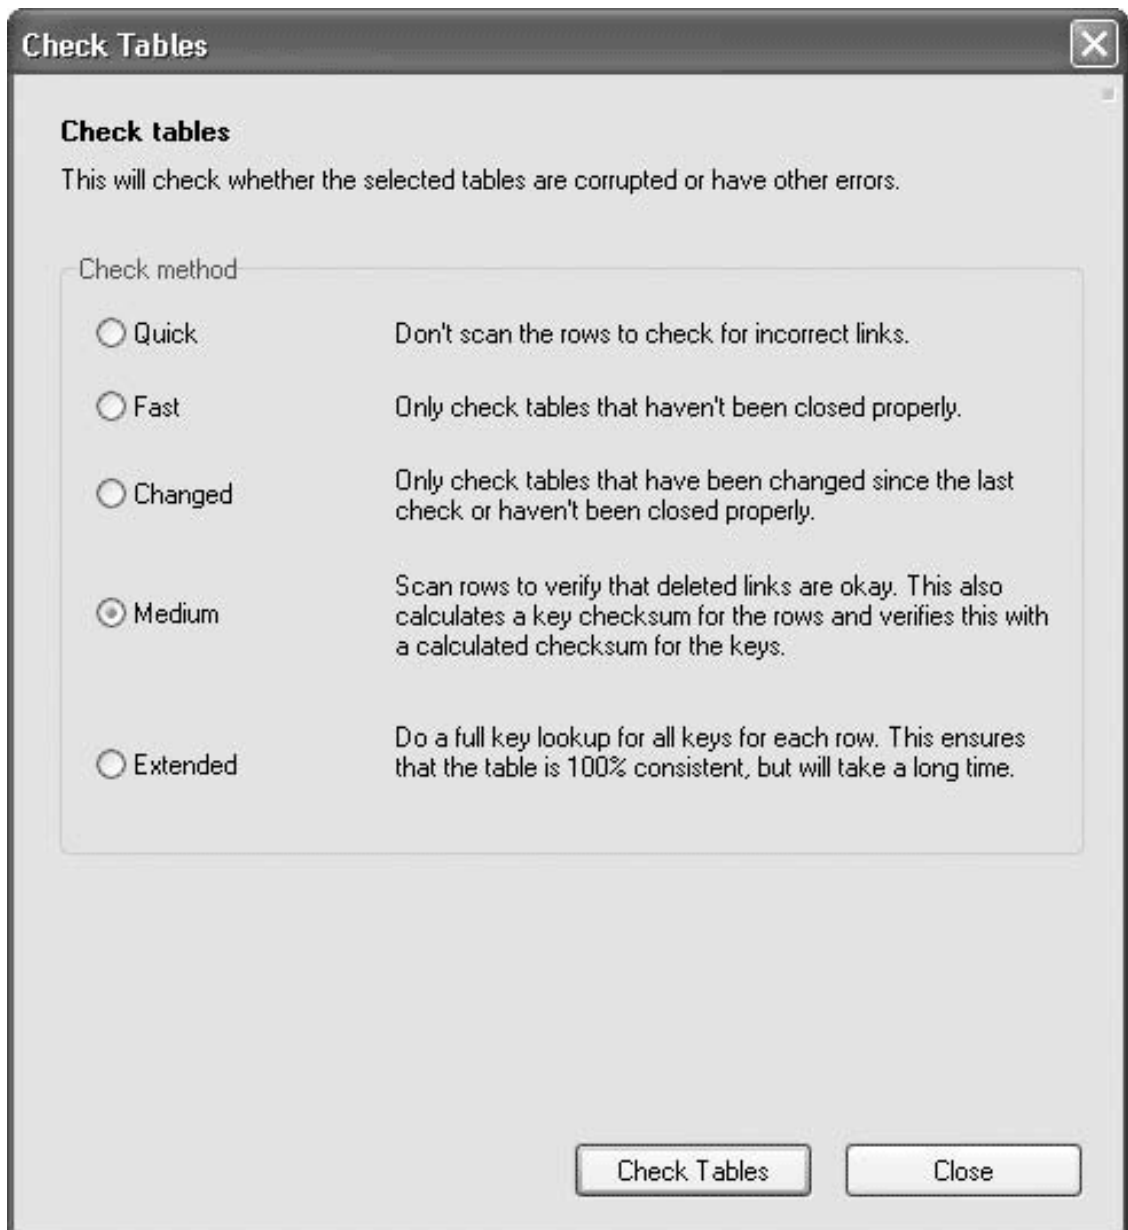 Check Tables
Check tables
This will check whether the selected tables are corrupted or have other errors.
Check method
Quick
Don't scan the rows to check for incorrect links.
Fast
Only check tables that haven't been closed properly.
Changed
Only check tables that have been changed since the last
check or haven't been closed properly.
Medium
Scan rows to verify that deleted links are okay. This also
calculates a key checksum for the rows and verifies this with
a calculated checksum for the keys.
Extended
Do a full key lookup for all keys for each row. This ensures
that the table is 100% consistent, but will take a long time.
Check Tables
Close